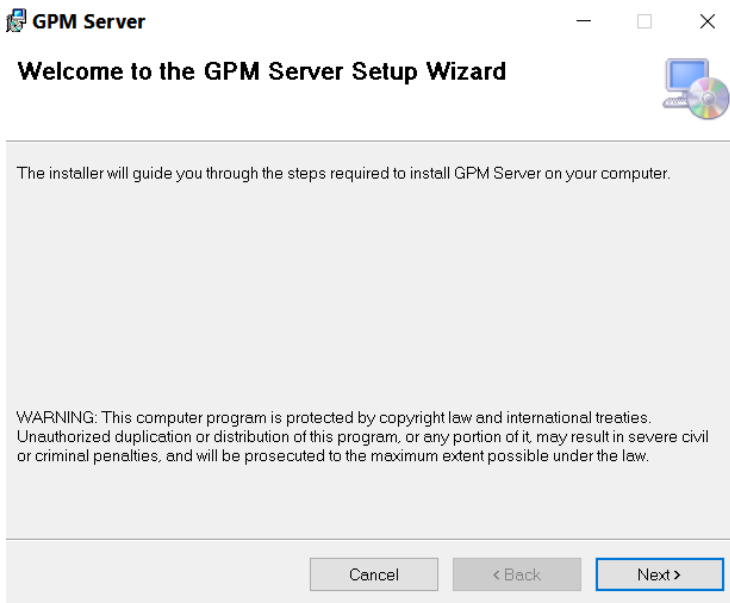 GPM Server
Welcome to the GPM Server Setup Wizard
The installer will guide you through the steps required to install GPM Server on your computer.
WARNING: This computer program is protected by copyright law and international treaties.
Unauthorized duplication or distribution of this program, or any portion of it, may result in severe civil
or criminal penalties, and will be prosecuted to the maximum extent possible under the law.
Cancel
< Back
Next >